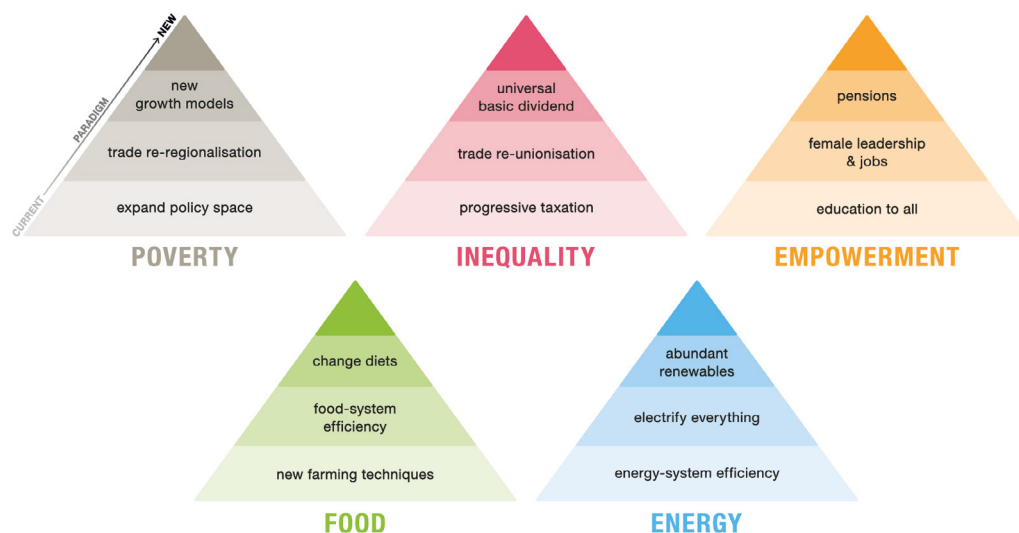 NEW
PARADIGM
CURRENT
new
growth models
trade re-regionalisation
expand policy space
POVERTY
universal
basic dividend
trade re-unionisation
progressive taxation
INEQUALITY
pensions
female leadership
& jobs
education to all
EMPOWERMENT
change diets
food-system
efficiency
new farming techniques
FOOD
abundant
renewables
electrify everything
energy-system efficiency
ENERGY